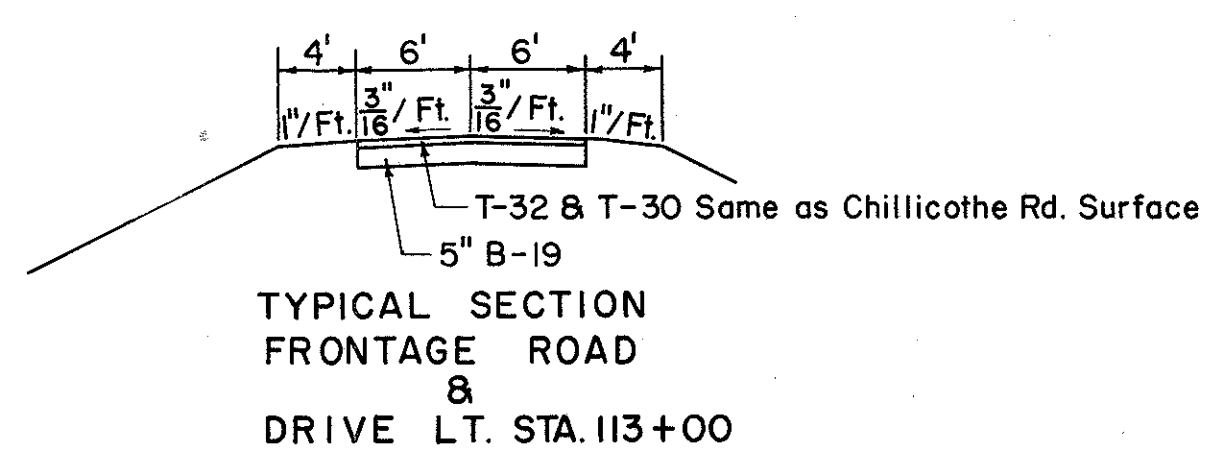 4' 6' 6' 4'
1"/Ft. 3"/16 / Ft. 3"/16 / Ft. 1"/Ft.
T-32 & T-30 Same as Chillicothe Rd. Surface
5" B-19
TYPICAL SECTION
FRONTAGE ROAD
&
DRIVE LT. STA. 113+00